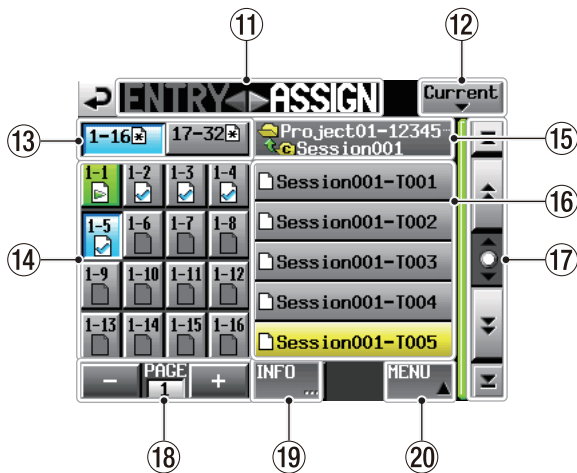 ⑪ ⑫
ENTRY ASSIGN Current
⑬ 1-16 17-32 Project01-12345… ⑮
Session001
1-1 1-2 1-3 1-4 Session001-T001 ⑯
1-5 1-6 1-7 1-8 Session001-T002
⑭ ⑰
1-9 1-10 1-11 1-12 Session001-T003
Session001-T004
1-13 1-14 1-15 1-16 Session001-T005
− PAGE + INFO ... MENU
1
⑱ ⑲ ⑳